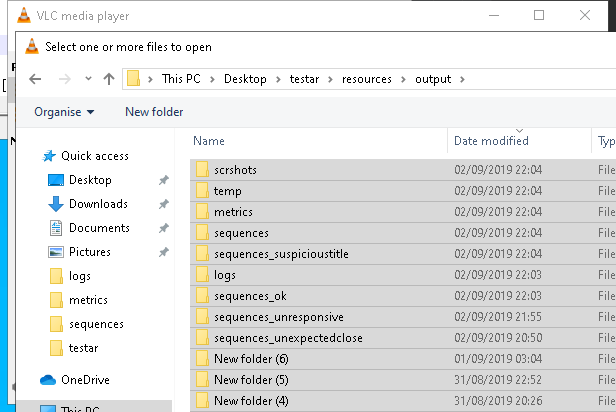 VLC media player
Select one or more files to open
This PC > Desktop > testar > resources > output >
Organise New folder
Name Date modified Typ
Quick access
Desktop
Downloads
Documents
Pictures
logs
metrics
sequences
testar
OneDrive
This PC
scrshots 02/09/2019 22:04 File
temp 02/09/2019 22:04 File
metrics 02/09/2019 22:04 File
sequences 02/09/2019 22:04 File
sequences_suspicioustitle 02/09/2019 22:04 File
logs 02/09/2019 22:03 File
sequences_ok 02/09/2019 22:03 File
sequences_unresponsive 02/09/2019 21:55 File
sequences_unexpectedclose 02/09/2019 20:50 File
New folder (6) 01/09/2019 03:04 File
New folder (5) 31/08/2019 22:52 File
New folder (4) 31/08/2019 20:26 File